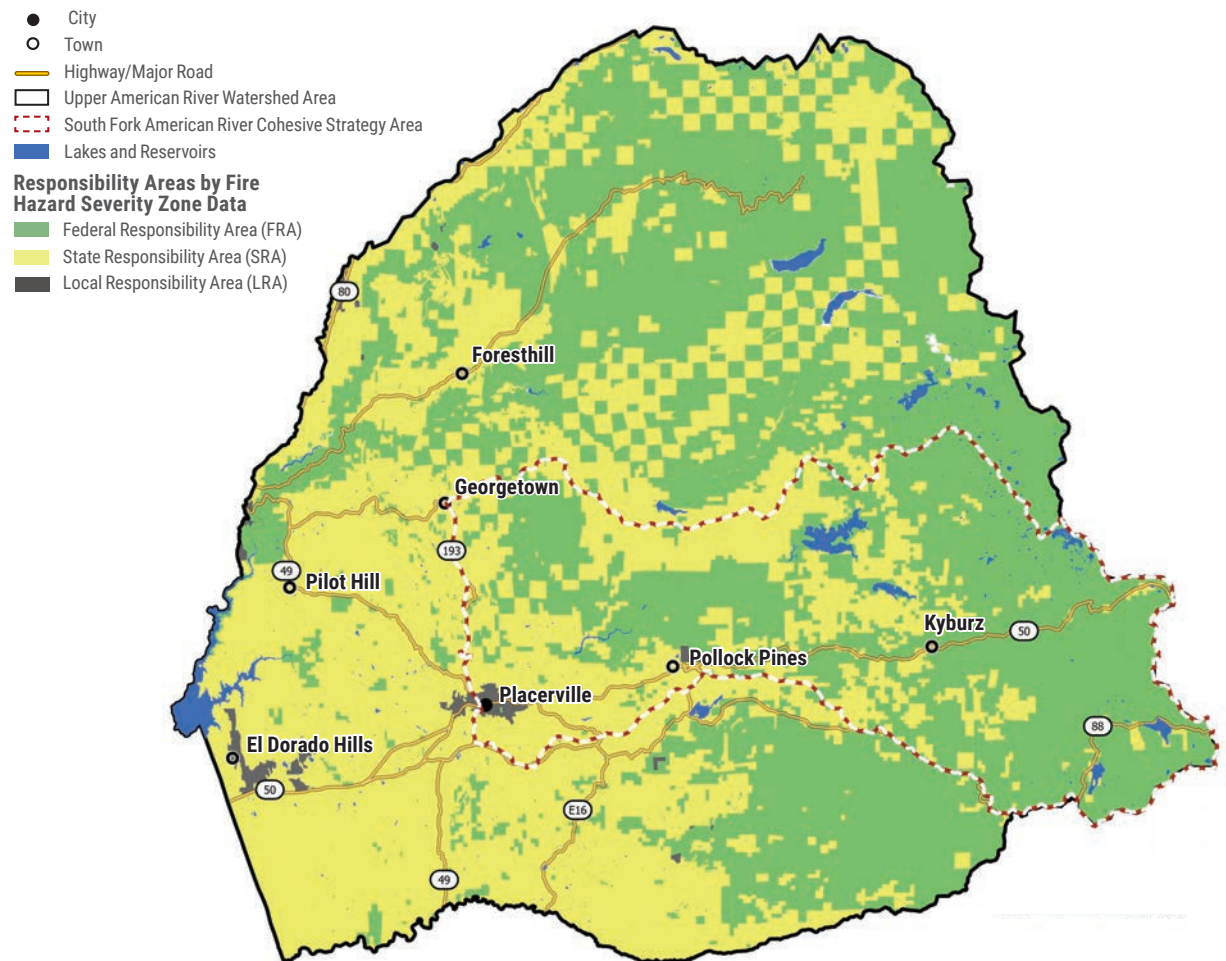 City
Town
Highway/Major Road
Upper American River Watershed Area
South Fork American River Cohesive Strategy Area
Lakes and Reservoirs
Responsibility Areas by Fire
Hazard Severity Zone Data
Federal Responsibility Area (FRA)
State Responsibility Area (SRA)
Local Responsibility Area (LRA)
80
Foresthill
Georgetown
193
49
Pilot Hill
Kyburz
50
Pollock Pines
Placerville
88
El Dorado Hills
50
E16
49